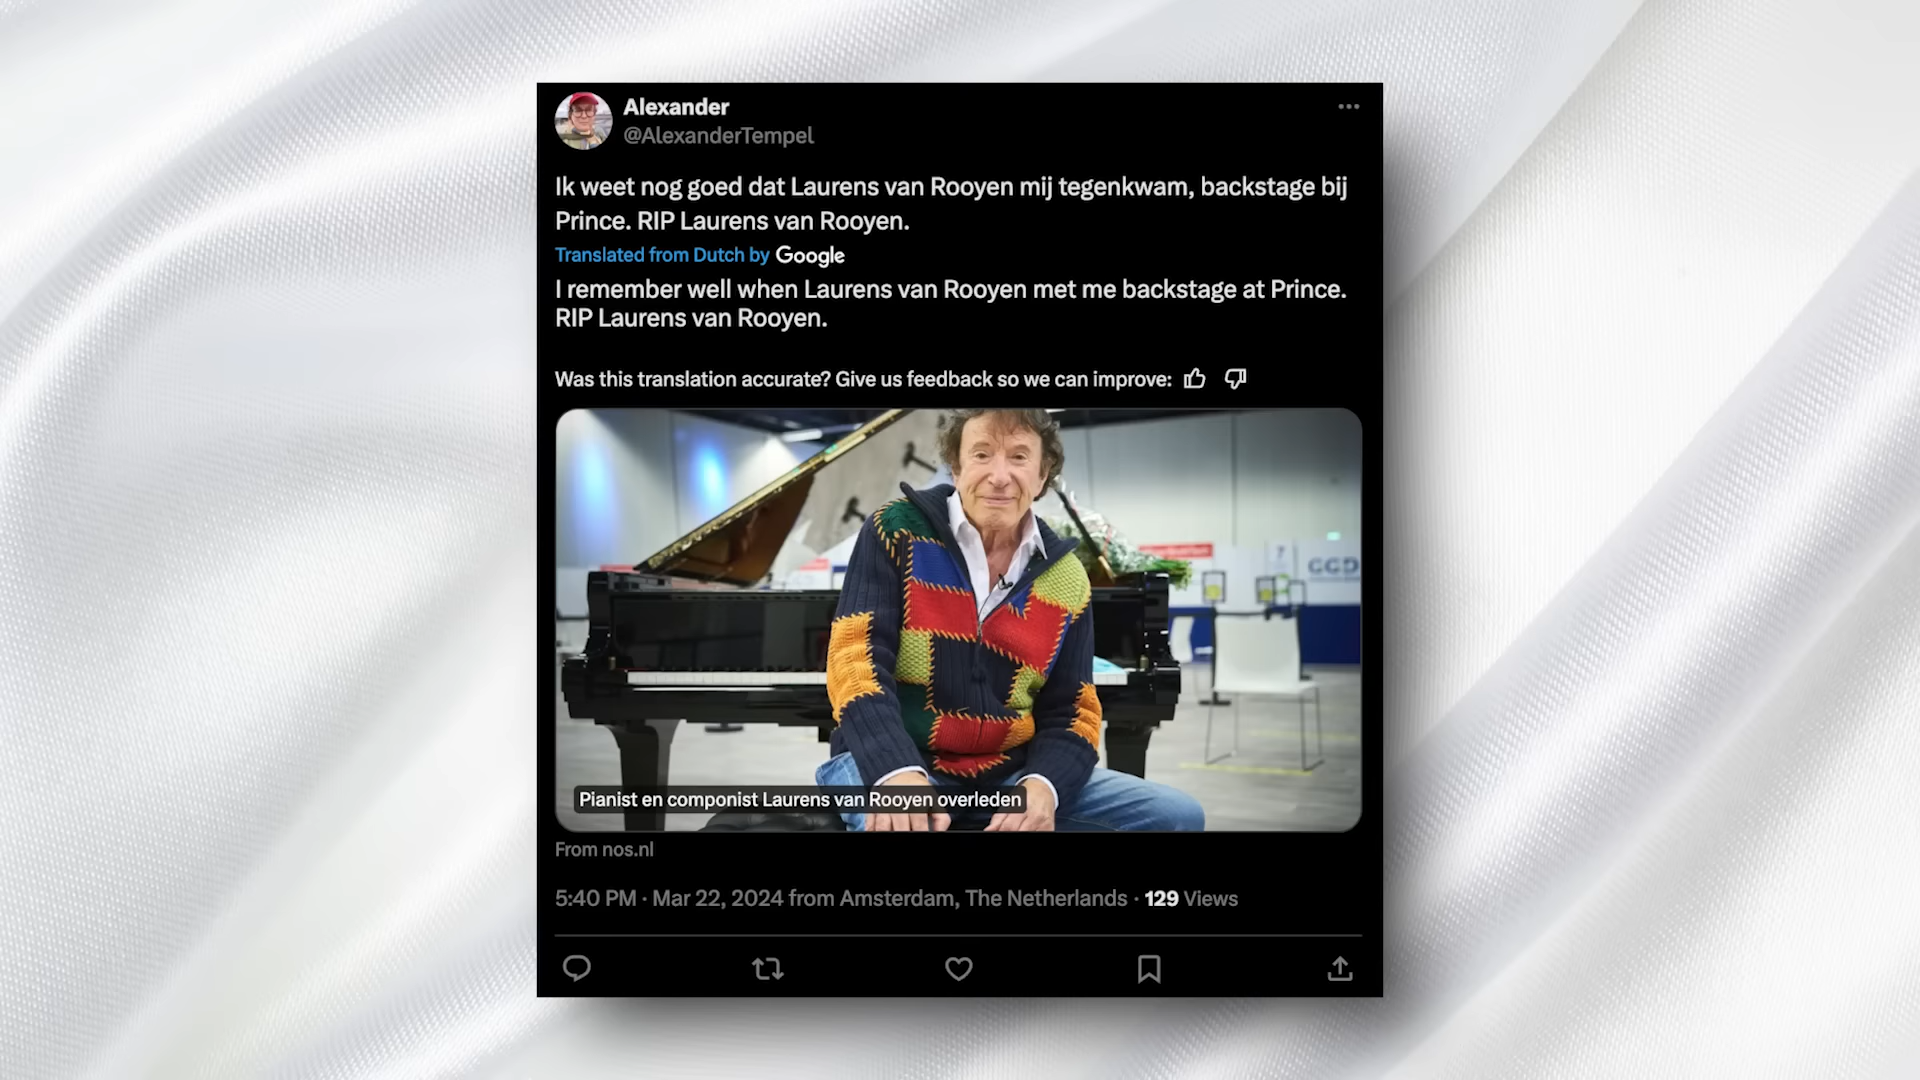 Alexander
@AlexanderTempel
Ik weet nog goed dat Laurens van Rooyen mij tegenkwam, backstage bij
Prince. RIP Laurens van Rooyen.
Translated from Dutch by Google
I remember well when Laurens van Rooyen met me backstage at Prince.
RIP Laurens van Rooyen.
Was this translation accurate? Give us feedback so we can improve:
7
GGD
Pianist en componist Laurens van Rooyen overleden
From nos.nl
5:40 PM · Mar 22, 2024 from Amsterdam, The Netherlands · 129 Views